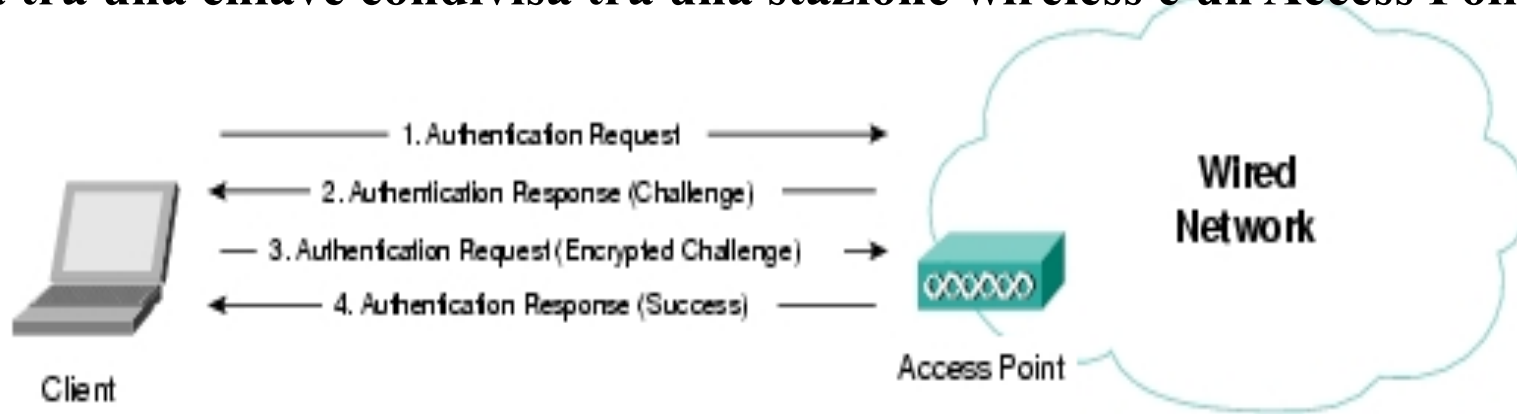 tra una chiave condivisa tra una stazione wireless e un Access
1. Authentication Request
2. Authentication Response (Challenge)
3. Authentication Request (Encrypted Challenge)
4. Authentication Response (Success)
Wired
Network
Access Point
Client